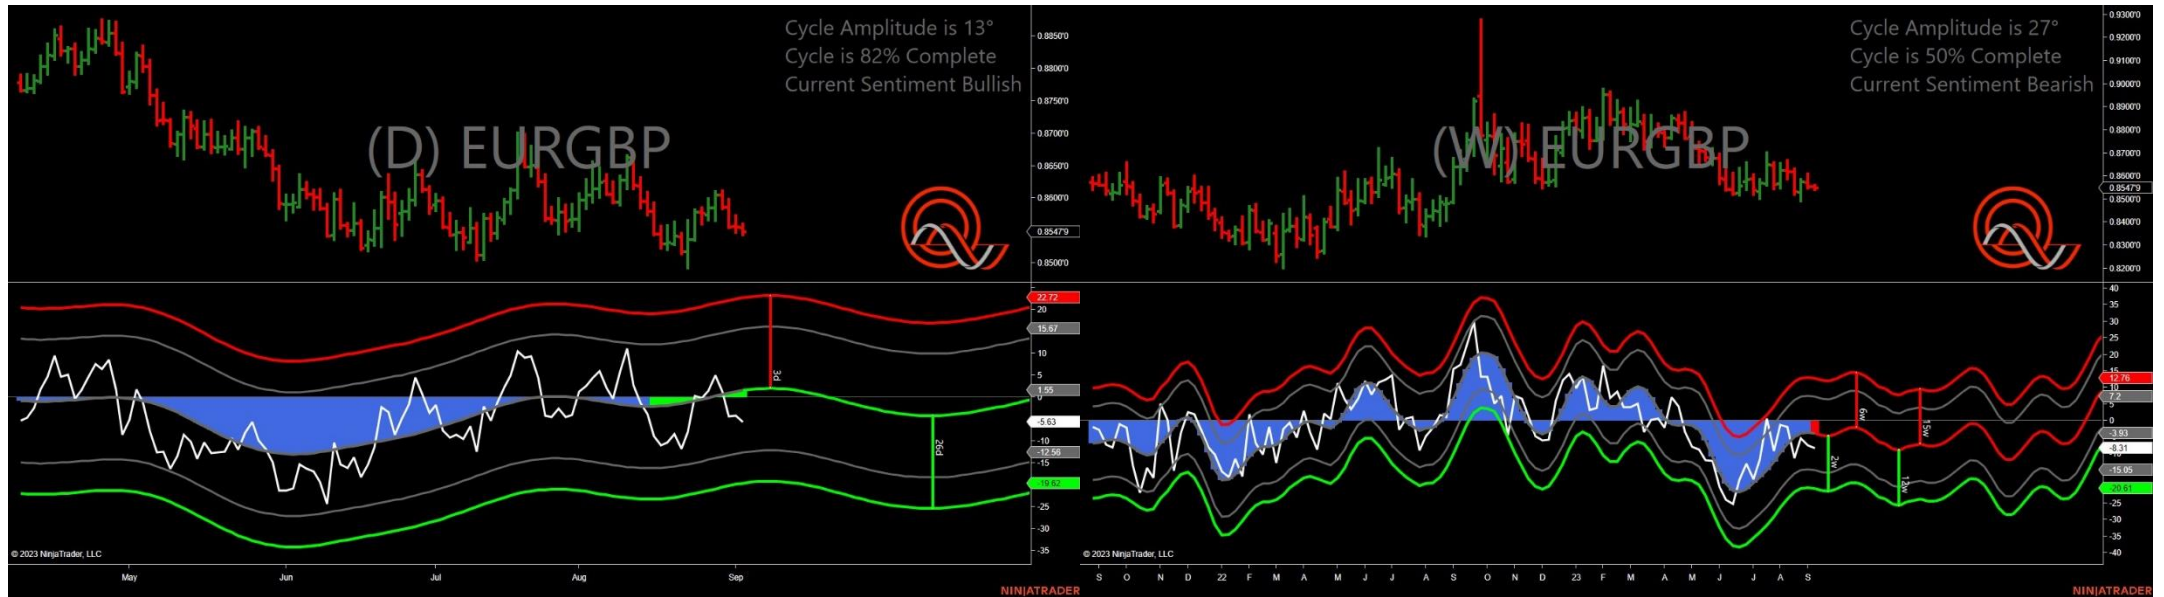 Cycle Amplitude is 13°
Cycle is 82% Complete
Current Sentiment Bullish
(D) EURGBP
0.8850'0
0.8800'0
0.8750'0
0.8700'0
0.8650'0
0.8600'0
0.8547'9
0.8500'0
22.72
20
15.67
10
5
1.55
0
-5.63
-10
-12.56
-15
-19.62
-25
-30
-35
3d
26d
© 2023 NinjaTrader, LLC
May Jun Jul Aug Sep
NINJATRADER
Cycle Amplitude is 27°
Cycle is 50% Complete
Current Sentiment Bearish
(W) EURGBP
0.9300'0
0.9200'0
0.9100'0
0.9000'0
0.8900'0
0.8800'0
0.8700'0
0.8600'0
0.8547'9
0.8500'0
0.8400'0
0.8300'0
0.8200'0
40
35
30
25
20
15
12.76
10
7.2
5
0
-3.93
-8.31
-15.05
-20.61
-25
-30
-35
-40
6w
15w
2w
12w
© 2023 NinjaTrader, LLC
S O N D 22 F M A M J J A S O N D 23 F M A M J J A S
NINJATRADER